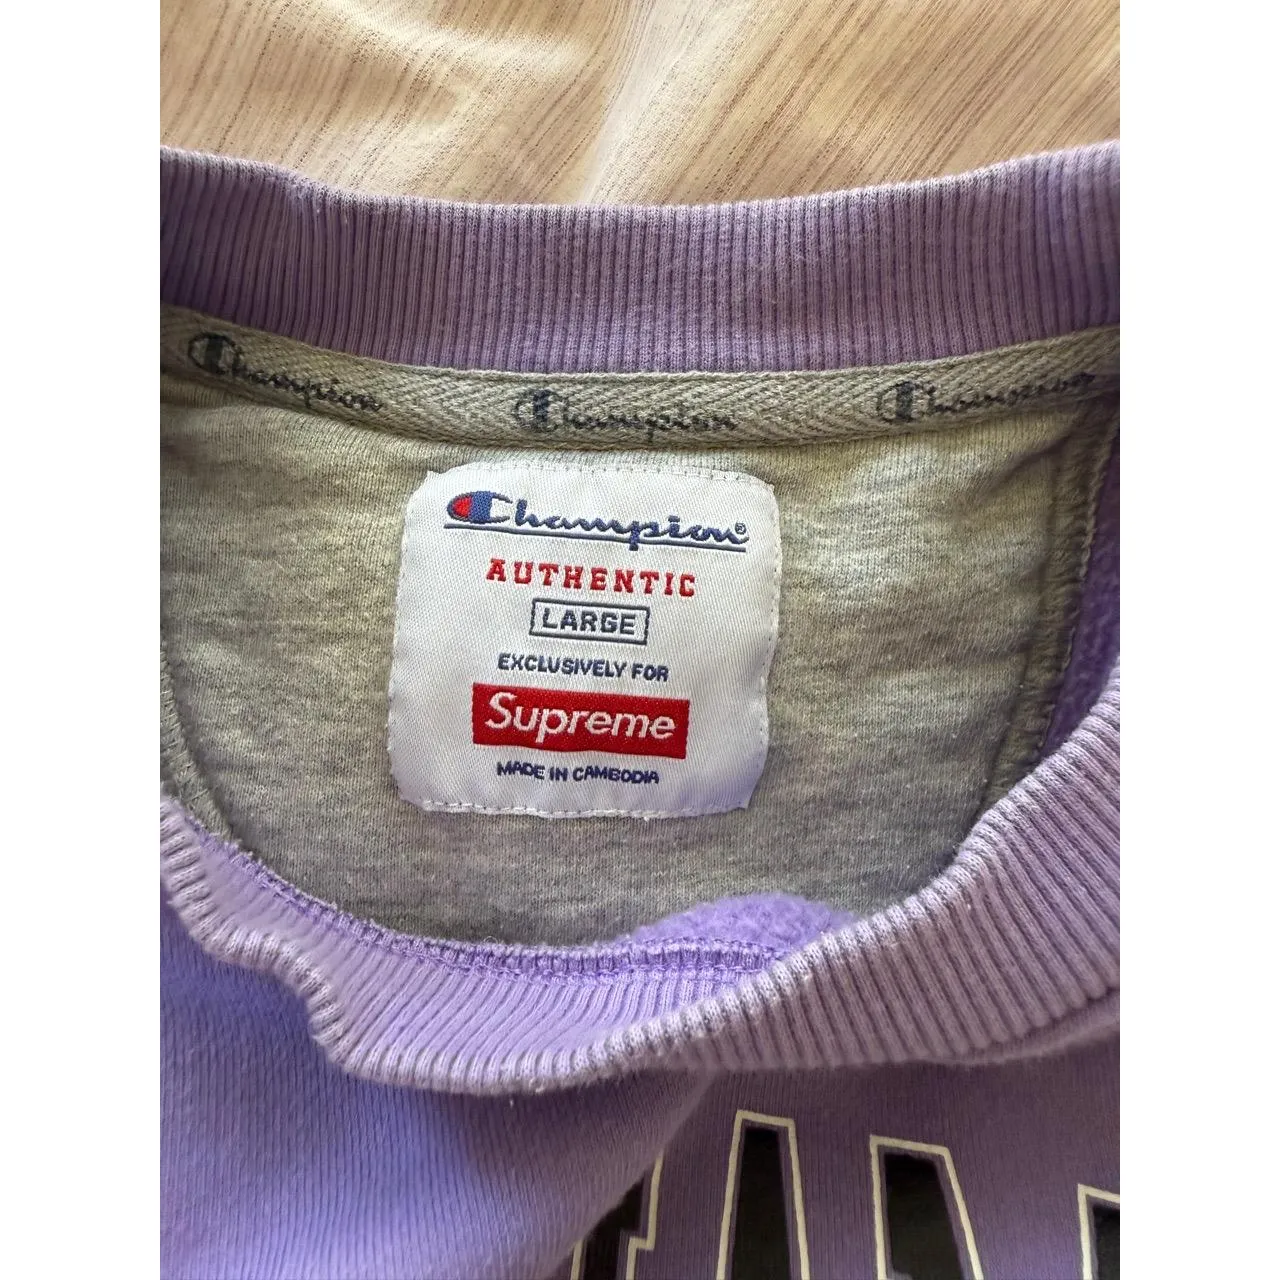 Champion Champion Champion
Champion®
AUTHENTIC
LARGE
EXCLUSIVELY FOR
Supreme
MADE IN CAMBODIA